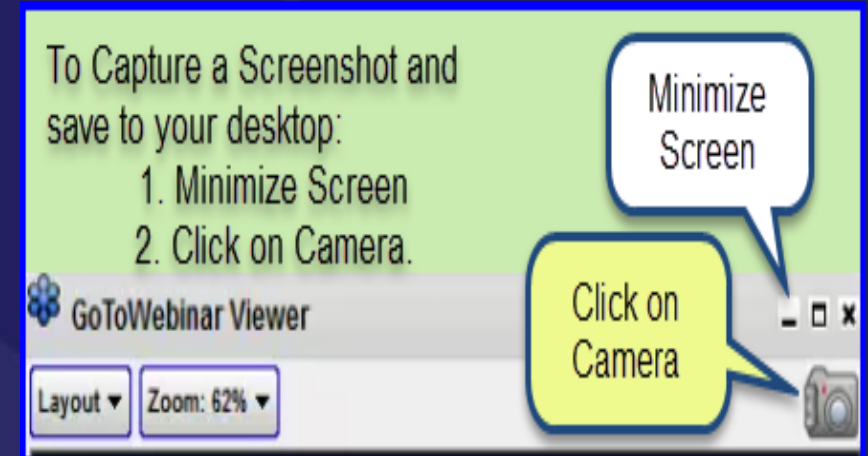 To Capture a Screenshot and
save to your desktop:
1. Minimize Screen
2. Click on Camera.
Minimize
Screen
Click on
Camera
GoToWebinar Viewer
Layout
Zoom: 62%